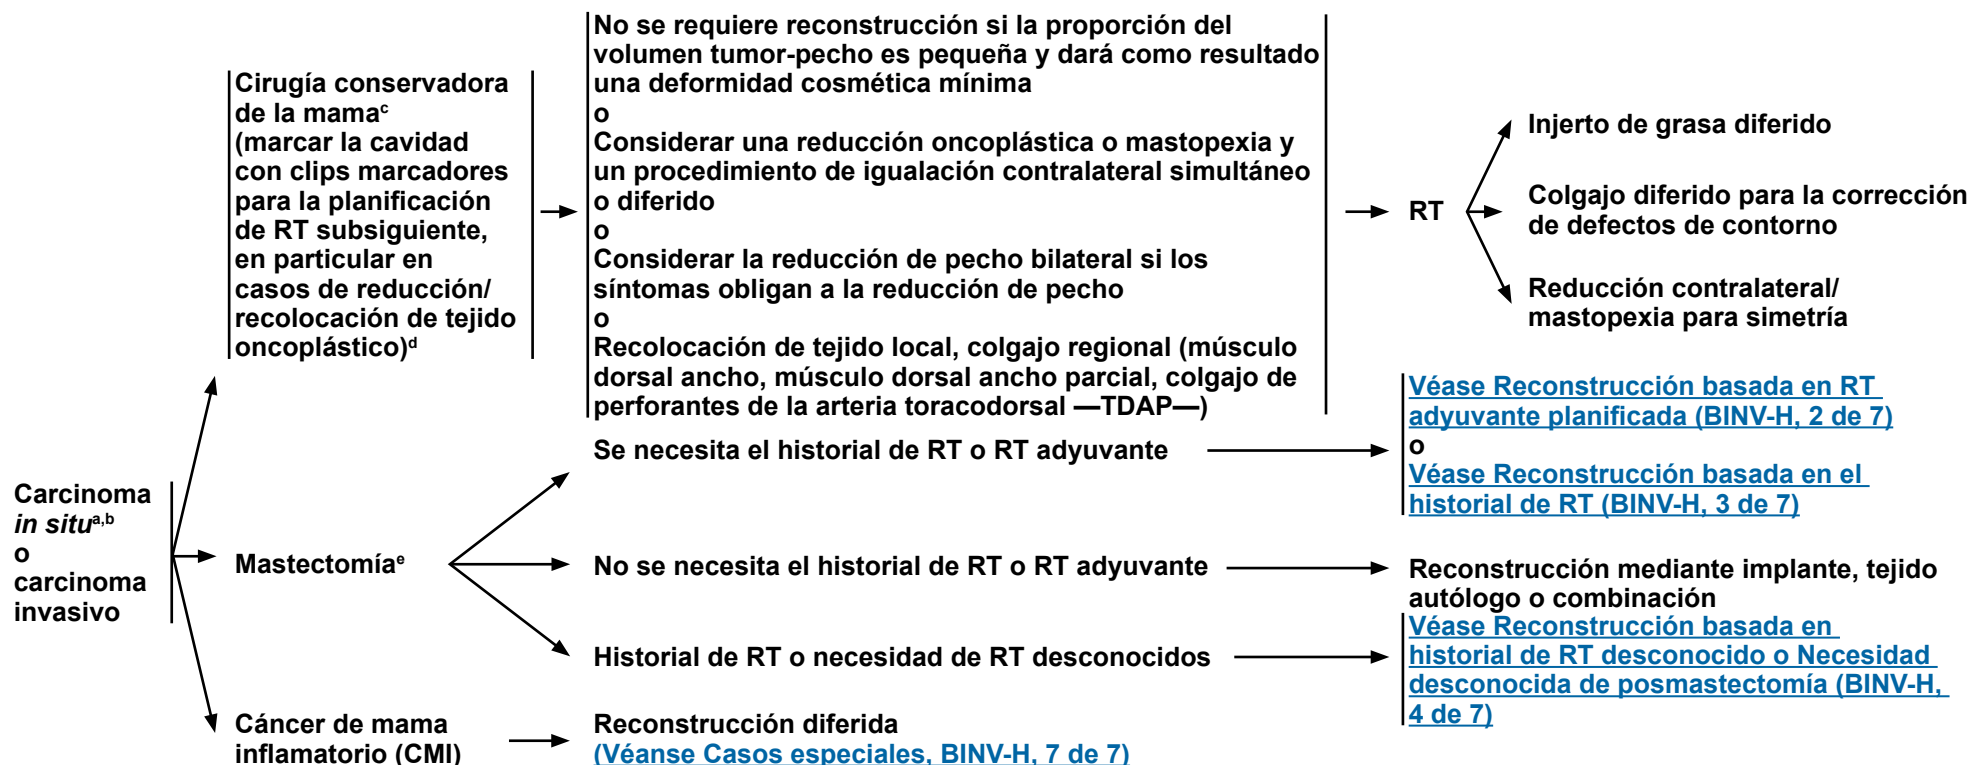 Carcinoma
in situa,b
o
carcinoma
invasivo
Cirugía conservadora
de la mamac
(marcar la cavidad
con clips marcadores
para la planificación
de RT subsiguiente,
en particular en
casos de reducción/
recolocación de tejido
oncoplástico)d
No se requiere reconstrucción si la proporción del
volumen tumor-pecho es pequeña y dará como resultado
una deformidad cosmética mínima
o
Considerar una reducción oncoplástica o mastopexia y
un procedimiento de igualación contralateral simultáneo
o diferido
o
Considerar la reducción de pecho bilateral si los
síntomas obligan a la reducción de pecho
o
Recolocación de tejido local, colgajo regional (músculo
dorsal ancho, músculo dorsal ancho parcial, colgajo de
perforantes de la arteria toracodorsal —TDAP—)
RT
Injerto de grasa diferido
Colgajo diferido para la corrección
de defectos de contorno
Reducción contralateral/
mastopexia para simetría
Mastectomíae
Se necesita el historial de RT o RT adyuvante
Véase Reconstrucción basada en RT
adyuvante planificada (BINV-H, 2 de 7)
o
Véase Reconstrucción basada en el
historial de RT (BINV-H, 3 de 7)
No se necesita el historial de RT o RT adyuvante
Reconstrucción mediante implante, tejido
autólogo o combinación
Historial de RT o necesidad de RT desconocidos
Véase Reconstrucción basada en
historial de RT desconocido o Necesidad
desconocida de posmastectomía (BINV-H,
4 de 7)
Cáncer de mama
inflamatorio (CMI)
Reconstrucción diferida
(Véanse Casos especiales, BINV-H, 7 de 7)